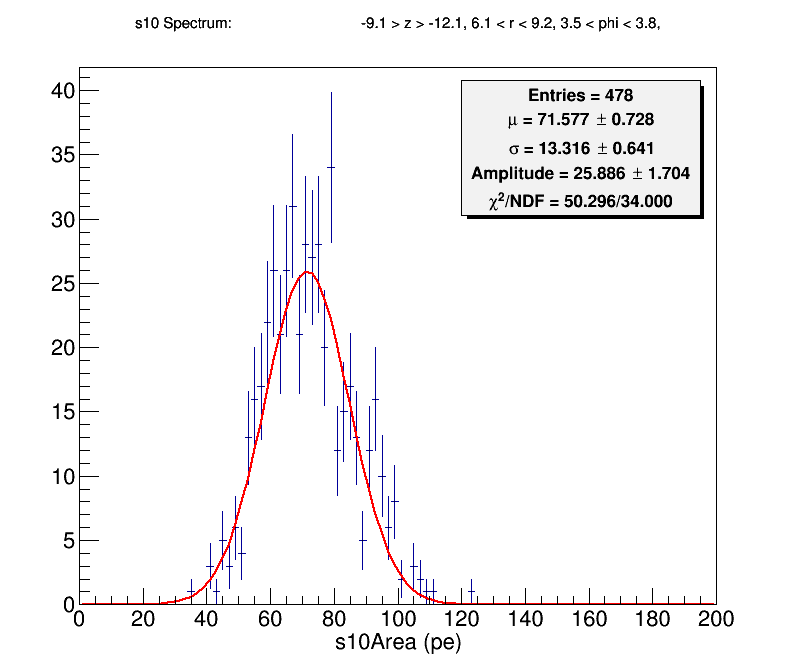 s10 Spectrum: -9.1 > z > -12.1, 6.1 < r < 9.2, 3.5 < phi < 3.8,
Entries = 478
μ = 71.577 ± 0.728
σ = 13.316 ± 0.641
Amplitude = 25.886 ± 1.704
χ²/NDF = 50.296/34.000
40
35
30
25
20
15
10
5
0
0 20 40 60 80 100 120 140 160 180 200
s10Area (pe)